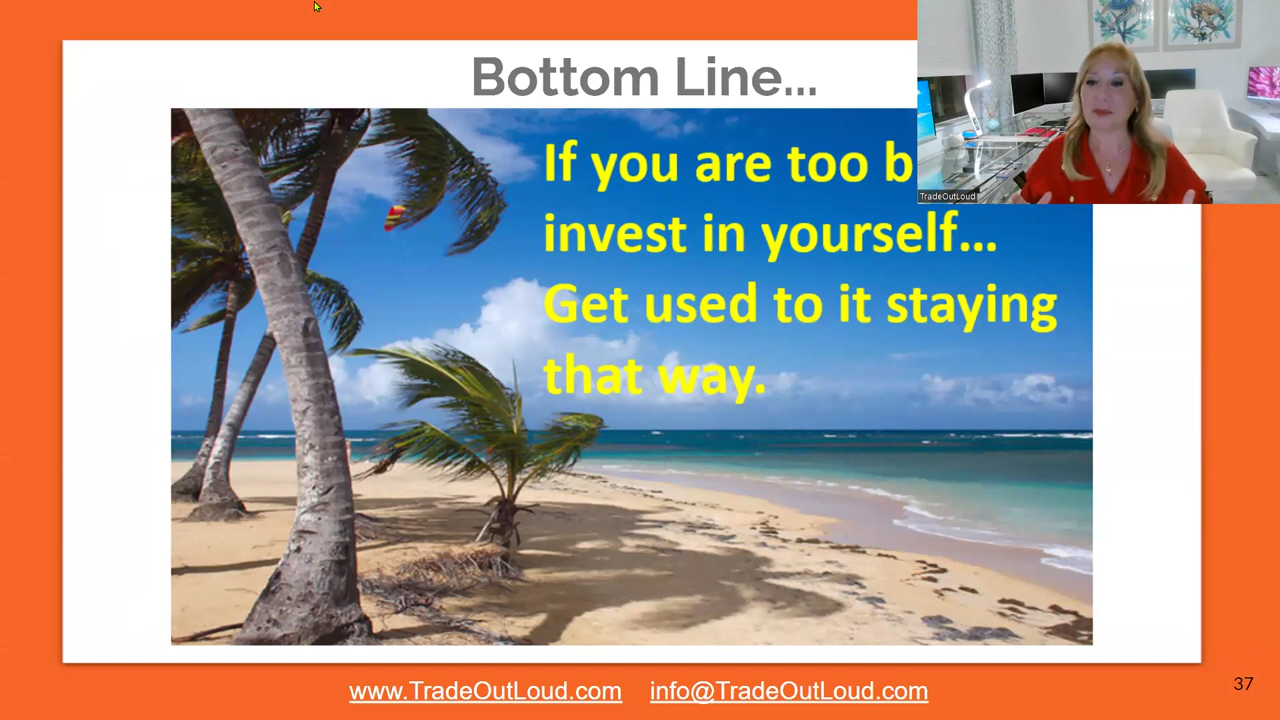 Bottom Line...
If you are too b
invest in yourself...
Get used to it staying
that way.
TradeOutLoud
www.TradeOutLoud.com info@TradeOutLoud.com
37